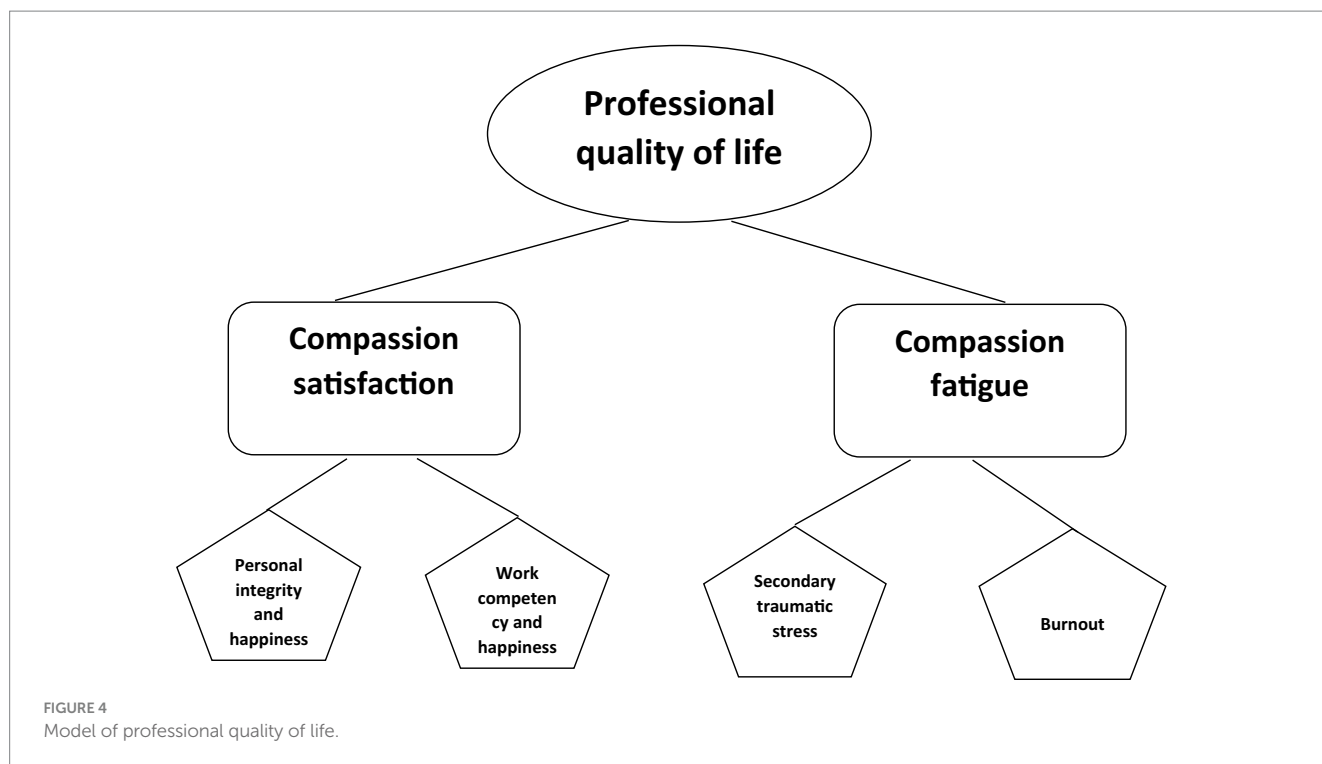 Professional
quality of life
Compassion
satisfaction
Compassion
fatigue
Personal
integrity
and
happiness
Work
competen
cy and
happiness
Secondary
traumatic
stress
Burnout
FIGURE 4
Model of professional quality of life.